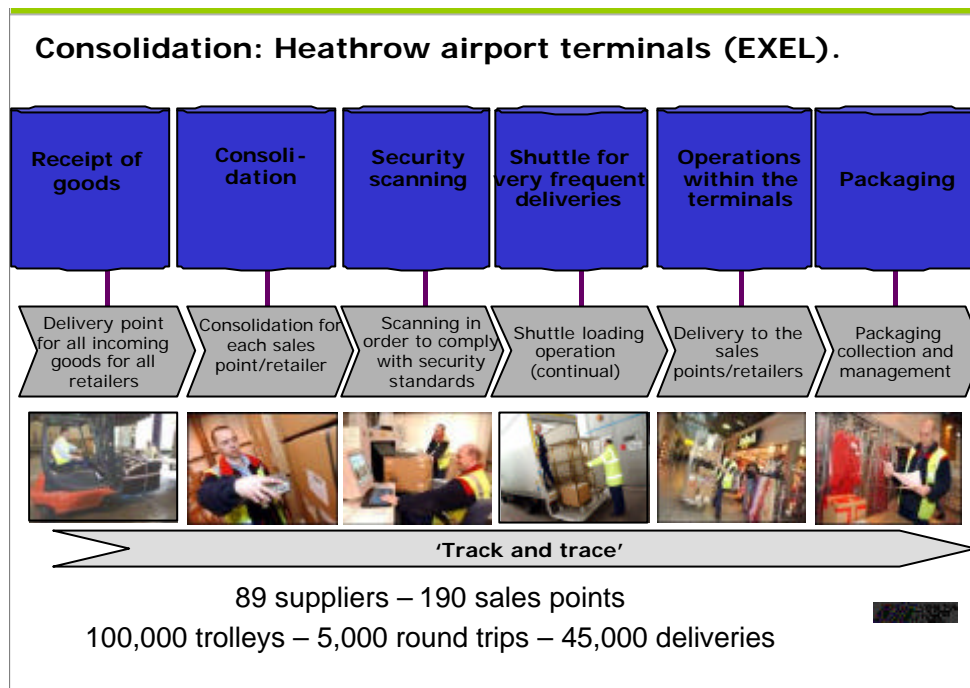 Consolidation: Heathrow airport terminals (EXEL).
Receipt of
goods
Consoli-
dation
Security
scanning
Shuttle for
very frequent
deliveries
Operations
within the
terminals
Packaging
Delivery point
for all incoming
goods for all
retailers
Consolidation for
each sales
point/retailer
Scanning in
order to comply
with security
standards
Shuttle loading
operation
(continual)
Delivery to the
sales
points/retailers
Packaging
collection and
management
‘Track and trace’
89 suppliers – 190 sales points
100,000 trolleys – 5,000 round trips – 45,000 deliveries